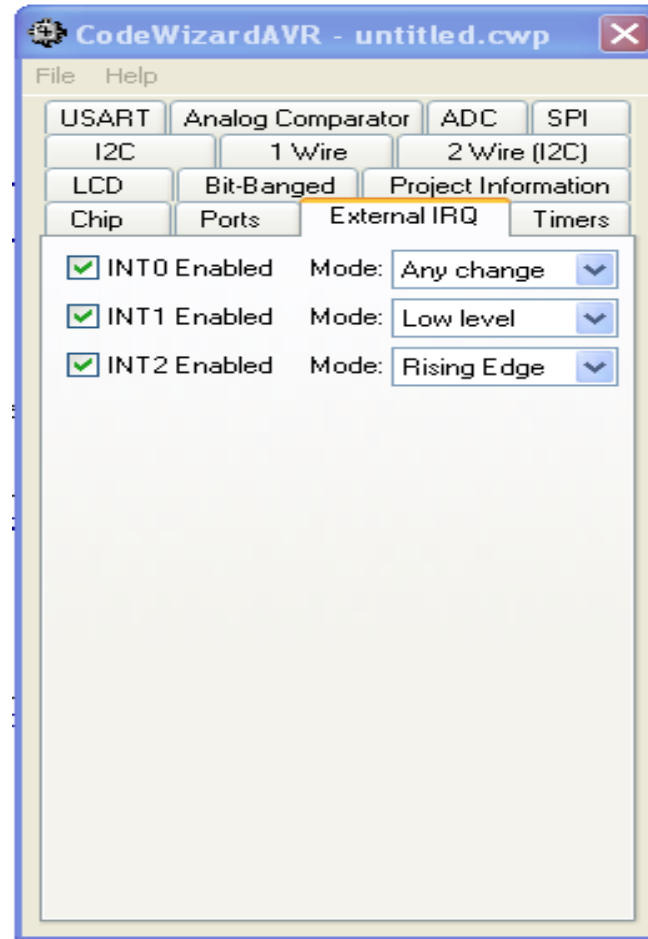 CodeWizardAVR - untitled.cwp
File Help
USART Analog Comparator ADC SPI
I2C 1 Wire 2 Wire (I2C)
LCD Bit-Banged Project Information
Chip Ports External IRQ Timers
INT0 Enabled Mode: Any change
INT1 Enabled Mode: Low level
INT2 Enabled Mode: Rising Edge